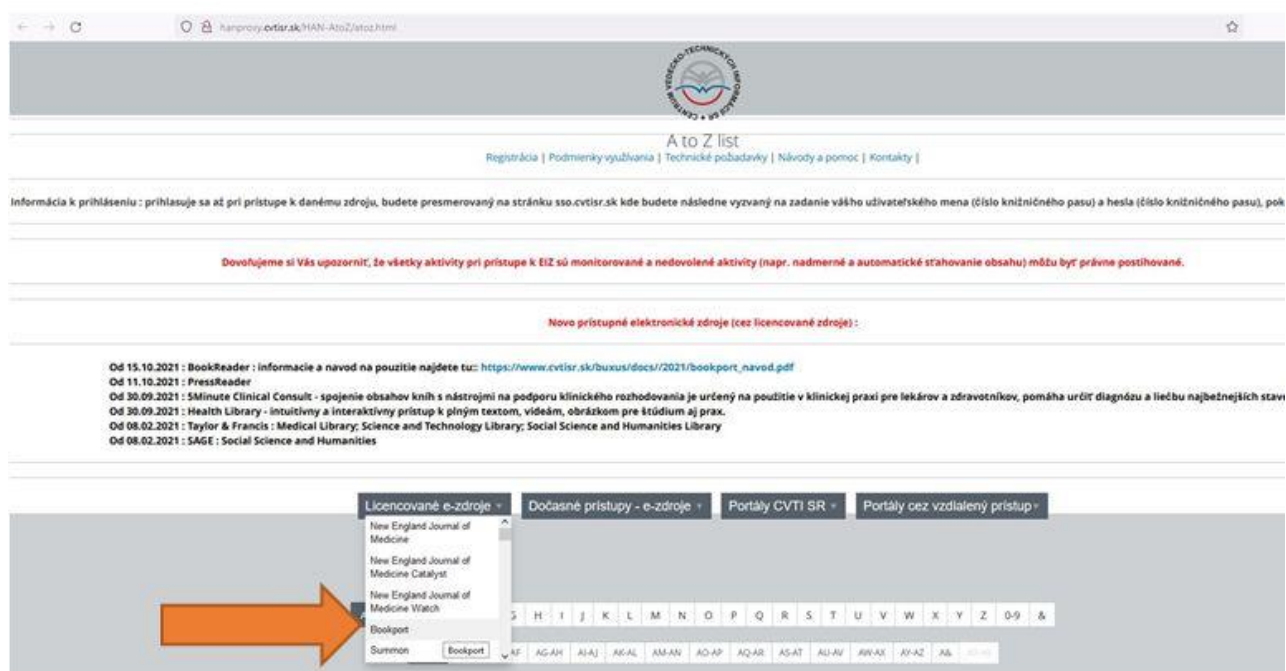 hanproxy.cvtisr.sk/HAN-AtoZ/atoz.html
CENTRUM VEDECKO-TECHNICKÝCH INFORMÁCIÍ SR
A to Z list
Registrácia | Podmienky využívania | Technické požiadavky | Návody a pomoc | Kontakty |
Informácia k prihláseniu : prihlasuje sa až pri prístupe k danému zdroju, budete presmerovaný na stránku sso.cvtisr.sk kde budete následne vyzvaný na zadanie vášho uživateľského mena (číslo knižničného pasu) a hesla (číslo knižničného pasu), pok
Dovoľujeme si Vás upozorniť, že všetky aktivity pri prístupe k EIZ sú monitorované a nedovolené aktivity (napr. nadmerné a automatické sťahovanie obsahu) môžu byť právne postihované.
Novo prístupné elektronické zdroje (cez licencované zdroje) :
Od 15.10.2021 : BookReader : informacie a navod na pouzitie najdete tu:: https://www.cvtisr.sk/buxus/docs//2021/bookport_navod.pdf
Od 11.10.2021 : PressReader
Od 30.09.2021 : 5Minute Clinical Consult - spojenie obsahov kníh s nástrojmi na podporu klinického rozhodovania je určený na použitie v klinickej praxi pre lekárov a zdravotníkov, pomáha určiť diagnózu a liečbu najbežnejších stavo
Od 30.09.2021 : Health Library - intuitívny a interaktívny prístup k plným textom, videám, obrázkom pre štúdium aj prax.
Od 08.02.2021 : Taylor & Francis : Medical Library; Science and Technology Library; Social Science and Humanities Library
Od 08.02.2021 : SAGE : Social Science and Humanities
Licencované e-zdroje Dočasné prístupy - e-zdroje Portály CVTI SR Portály cez vzdialený prístup
New England Journal of
Medicine
New England Journal of
Medicine Catalyst
New England Journal of
Medicine Watch
G H I J K L M N O P Q R S T U V W X Y Z 0-9 &
Bookport
Summon Bookport AF AG-AH AI-AJ AK-AL AM-AN AO-AP AQ-AR AS-AT AU-AV AW-AX AY-AZ A&